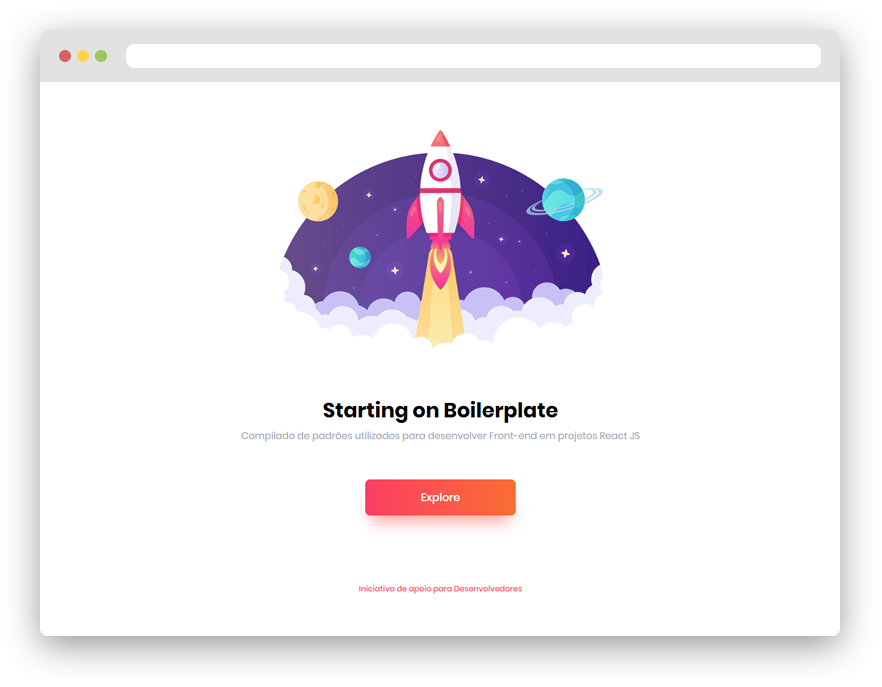 Starting on Boilerplate
Compilado de padrões utilizados para desenvolver Front-end em projetos React JS
Explore
Iniciativa de apoio para Desenvolvedores